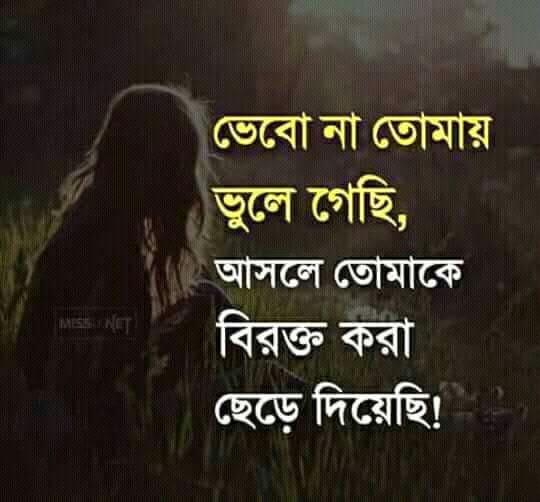 ভেবো না তোমায়
ভুলে গেছি,
আসলে তোমাকে
বিরক্ত করা
ছেড়ে দিয়েছি!